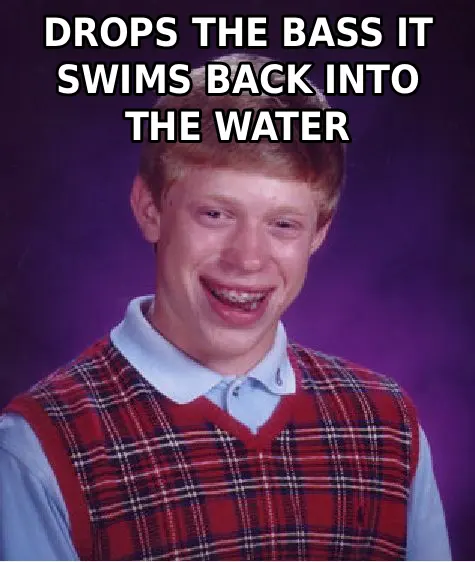 DROPS THE BASS IT
SWIMS BACK INTO
THE WATER